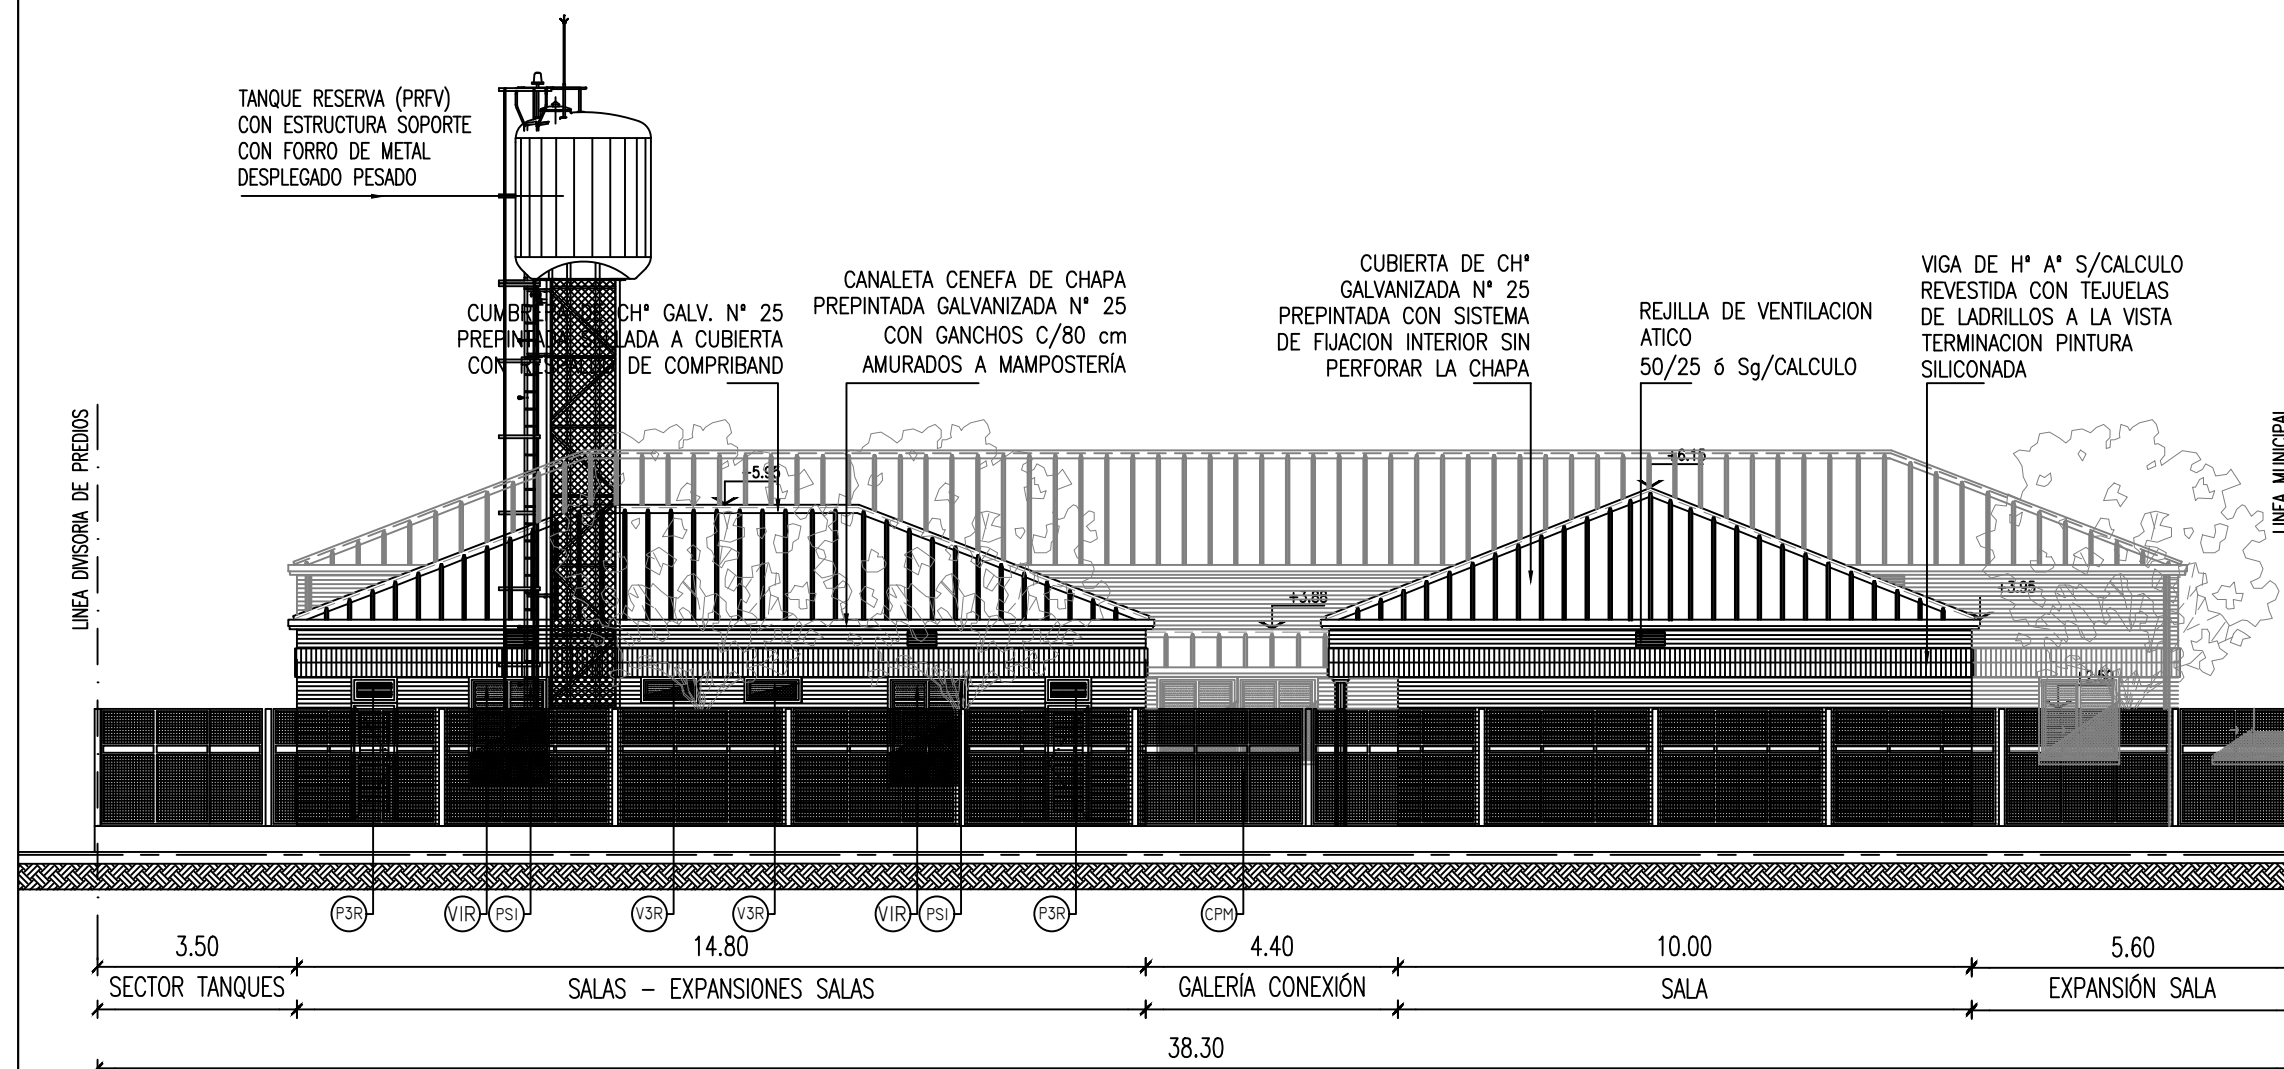 TANQUE RESERVA (PRFV)
CON ESTRUCTURA SOPORTE
CON FORRO DE METAL
DESPLEGADO PESADO
CH° GALV. N° 25
LADA A CUBIERTA
CON
DE COMPRIBAND
CANALETA CENEFA DE CHAPA
PREPINTADA GALVANIZADA N° 25
CON GANCHOS C/80 cm
AMURADOS A MAMPOSTERÍA
CUBIERTA DE CH°
GALVANIZADA N° 25
PREPINTADA CON SISTEMA
DE FIJACION INTERIOR SIN
PERFORAR LA CHAPA
REJILLA DE VENTILACION
ATICO
50/25 ó Sg/CALCULO
VIGA DE H° A° S/CALCULO
REVESTIDA CON TEJUELAS
DE LADRILLOS A LA VISTA
TERMINACION PINTURA
SILICONADA
LINEA DIVISORIA DE PREDIOS
LINEA MUNICIPAL
+5.95
+6.15
+3.88
+3.95
P3R
VIR
PSI
V3R
V3R
VIR
PSI
P3R
CPM
3.50
14.80
4.40
10.00
5.60
SECTOR TANQUES
SALAS - EXPANSIONES SALAS
GALERÍA CONEXIÓN
SALA
EXPANSIÓN SALA
38.30